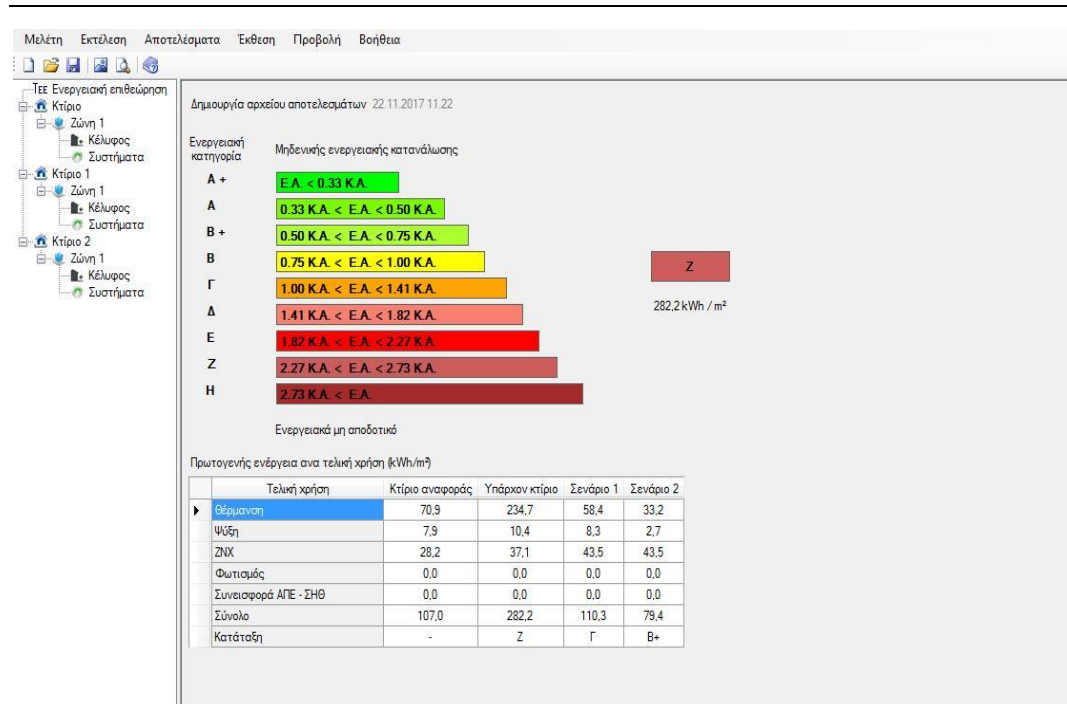 Μελέτη Εκτέλεση Αποτελέσματα Έκθεση Προβολή Βοήθεια
ΤΕΕ Ενεργειακή επιθεώρηση
Κτίριο
Ζώνη 1
Κέλυφος
Συστήματα
Κτίριο 1
Ζώνη 1
Κέλυφος
Συστήματα
Κτίριο 2
Ζώνη 1
Κέλυφος
Συστήματα
Δημιουργία αρχείου αποτελεσμάτων 22.11.2017 11.22
Ενεργειακή
κατηγορία
Μηδενικής ενεργειακής κατανάλωσης
Α + Ε.Α. < 0.33 Κ.Α.
Α 0.33 Κ.Α. < Ε.Α. < 0.50 Κ.Α.
Β + 0.50 Κ.Α. < Ε.Α. < 0.75 Κ.Α.
Β 0.75 Κ.Α. < Ε.Α. < 1.00 Κ.Α.
Γ 1.00 Κ.Α. < Ε.Α. < 1.41 Κ.Α.
Δ 1.41 Κ.Α. < Ε.Α. < 1.82 Κ.Α.
Ε 1.82 Κ.Α. < Ε.Α. < 2.27 Κ.Α.
Ζ 2.27 Κ.Α. < Ε.Α. < 2.73 Κ.Α.
Η 2.73 Κ.Α. < Ε.Α.
Ζ
282,2 kWh / m²
Ενεργειακά μη αποδοτικό
Πρωτογενής ενέργεια ανα τελική χρήση (kWh/m²)
Τελική χρήση Κτίριο αναφοράς Υπάρχον κτίριο Σενάριο 1 Σενάριο 2
Θέρμανση 70,9 234,7 58,4 33,2
Ψύξη 7,9 10,4 8,3 2,7
ΖΝΧ 28,2 37,1 43,5 43,5
Φωτισμός 0,0 0,0 0,0 0,0
Συνεισφορά ΑΠΕ - ΣΗΘ 0,0 0,0 0,0 0,0
Σύνολο 107,0 282,2 110,3 79,4
Κατάταξη - Ζ Γ Β+